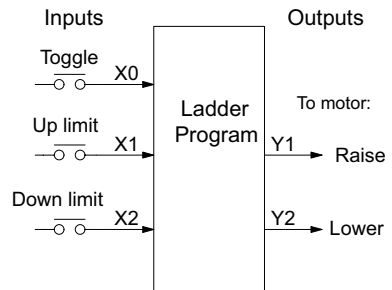 Inputs
Outputs
Toggle
X0
Ladder
Program
To motor:
Up limit
X1
Y1
Raise
Down limit
X2
Y2
Lower